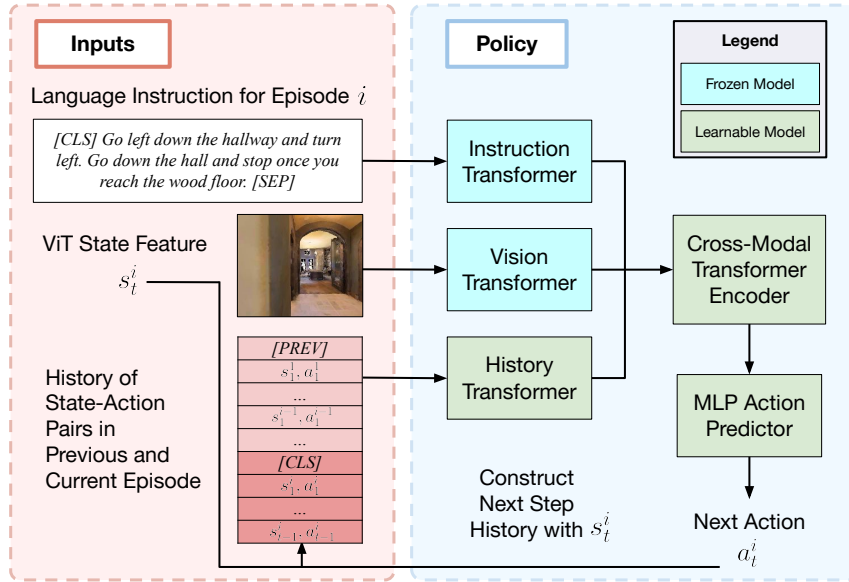 Inputs
Language Instruction for Episode i
[CLS] Go left down the hallway and turn
left. Go down the hall and stop once you
reach the wood floor. [SEP]
ViT State Feature
s_t^i
History of
State-Action
Pairs in
Previous and
Current Episode
[PREV]
s_1^1, a_1^1
...
s_1^{i-1}, a_1^{i-1}
...
[CLS]
s_1^i, a_1^i
...
s_{t-1}^i, a_{t-1}^i
Policy
Instruction
Transformer
Vision
Transformer
History
Transformer
Construct
Next Step
History with s_t^i
Legend
Frozen Model
Learnable Model
Cross-Modal
Transformer
Encoder
MLP Action
Predictor
Next Action
a_t^i